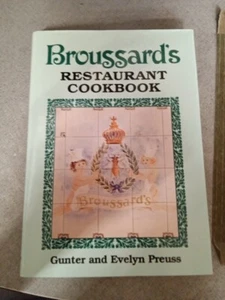 Broussard's
RESTAURANT
COOKBOOK
Broussard's
Gunter and Evelyn Preuss